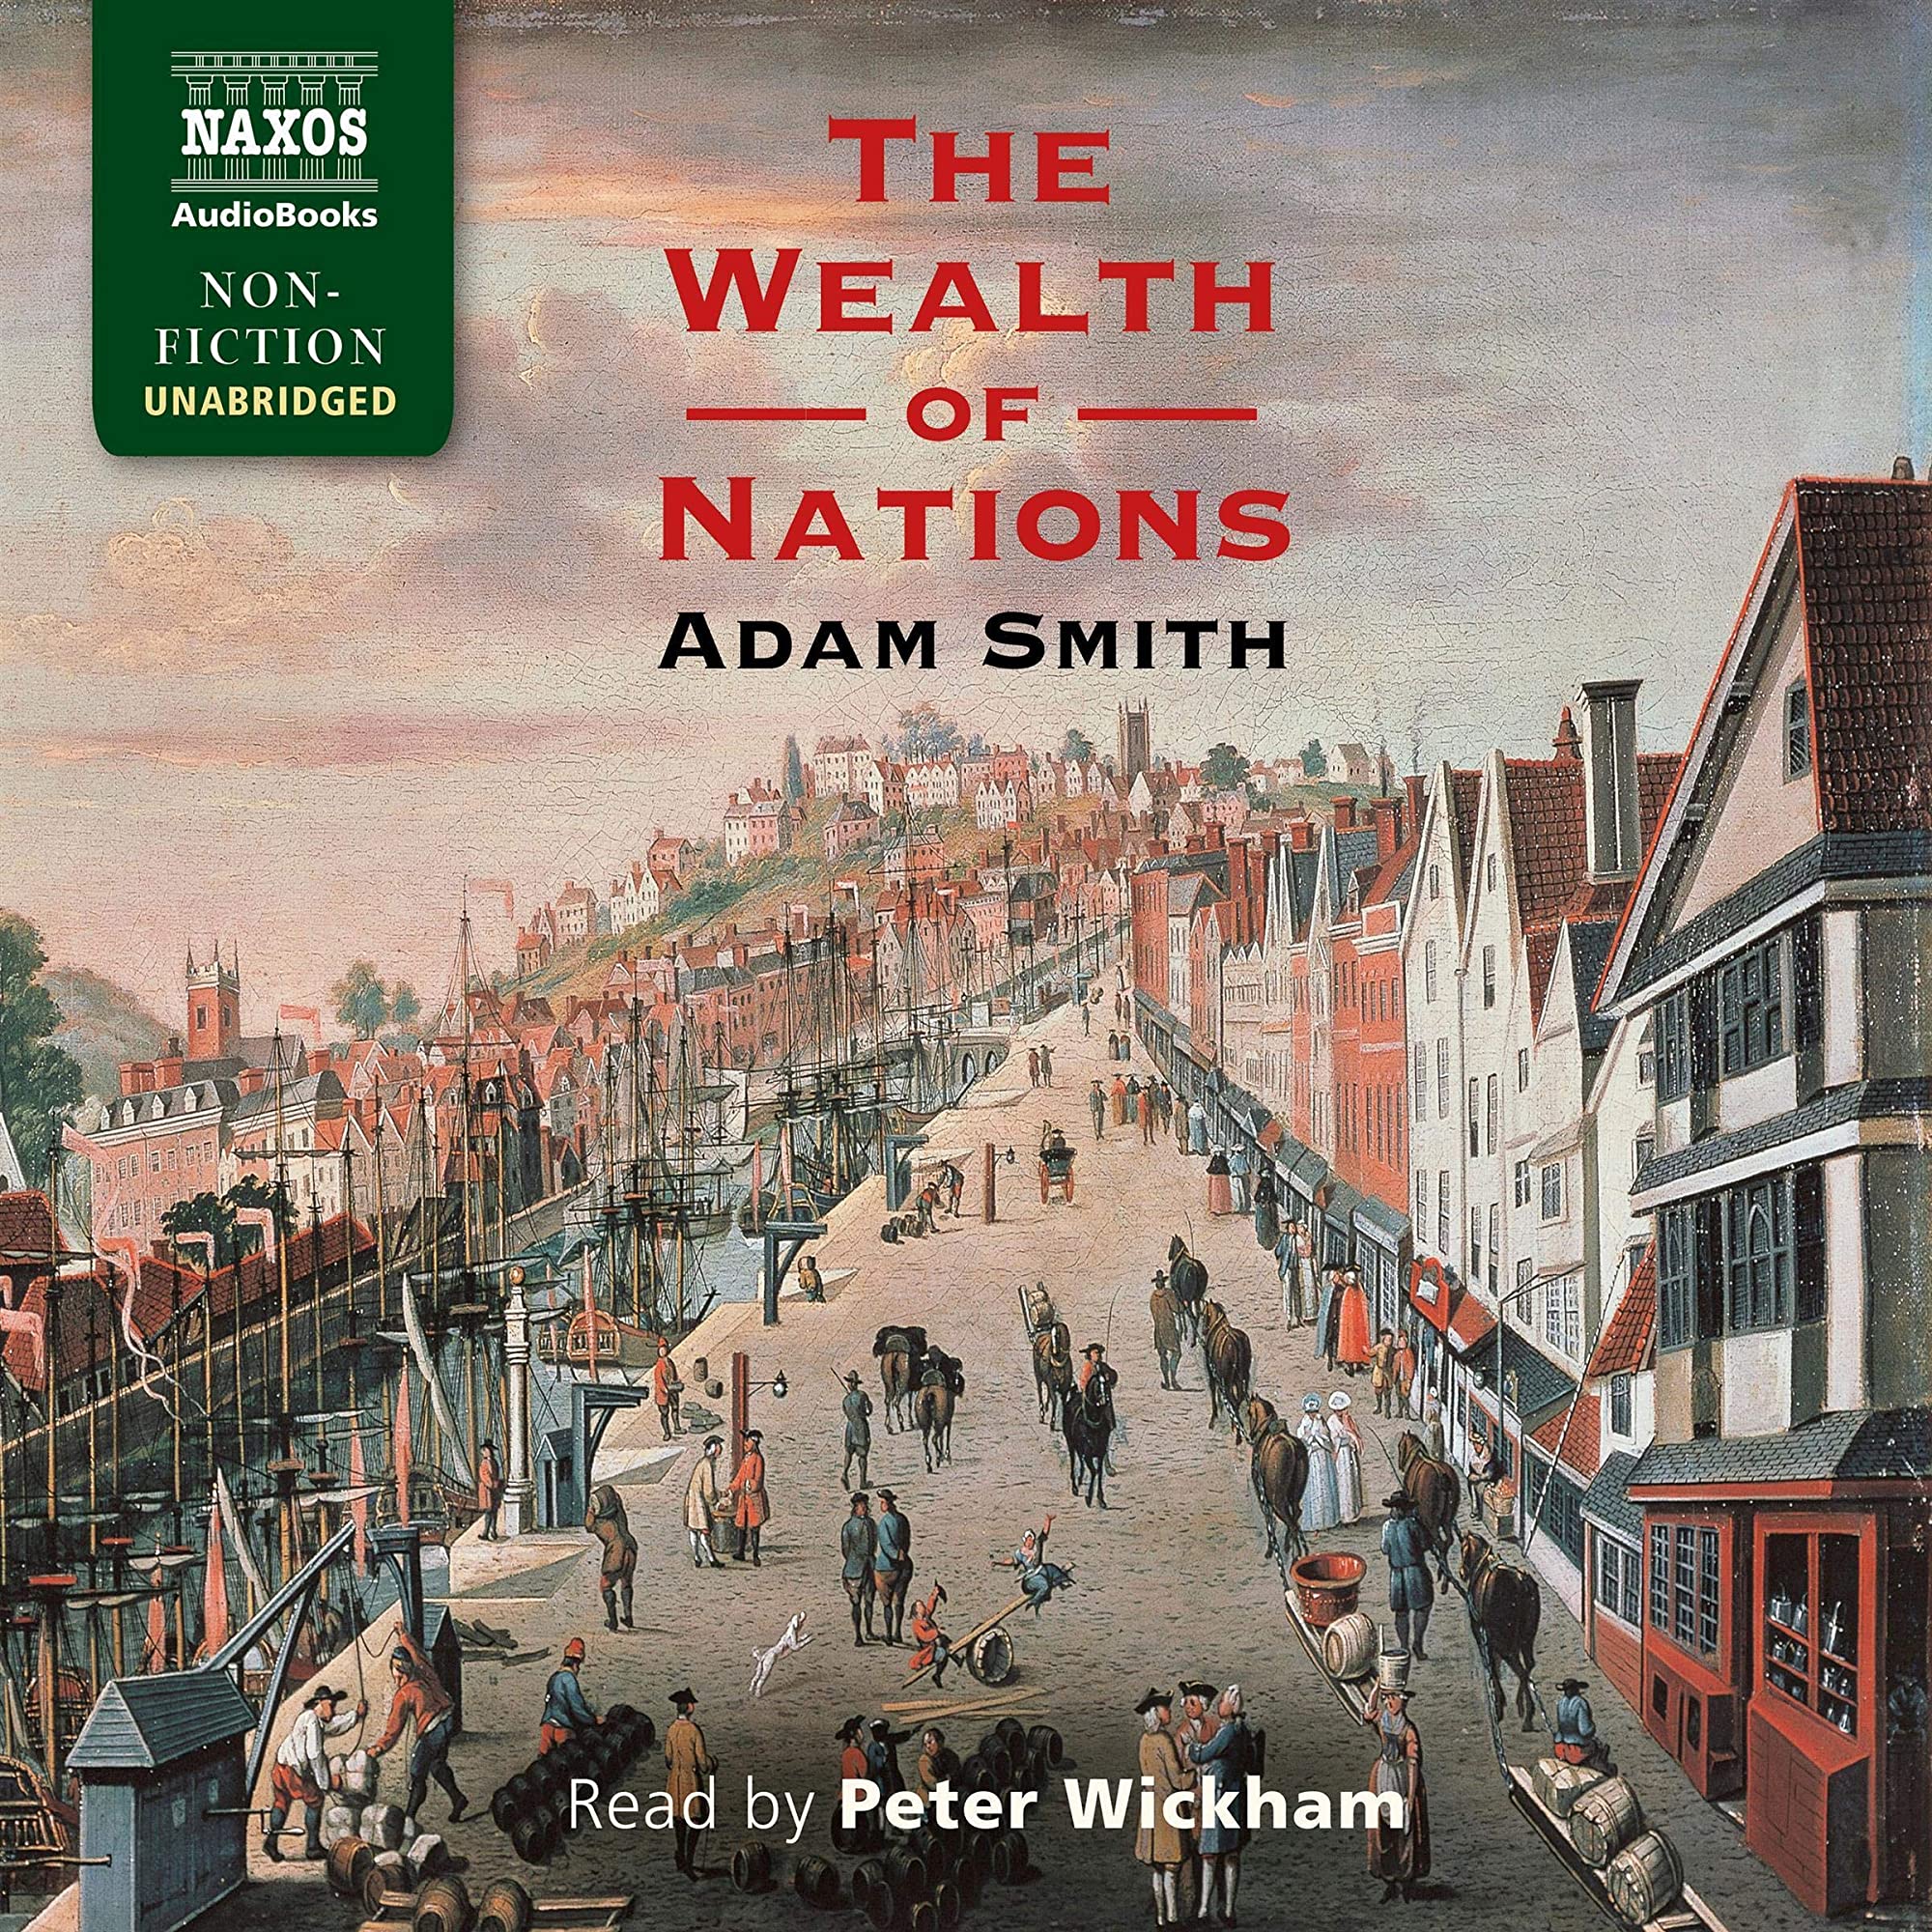 NAXOS
AudioBooks
NON-
FICTION
UNABRIDGED
THE
WEALTH
OF
NATIONS
ADAM SMITH
Read by Peter Wickham